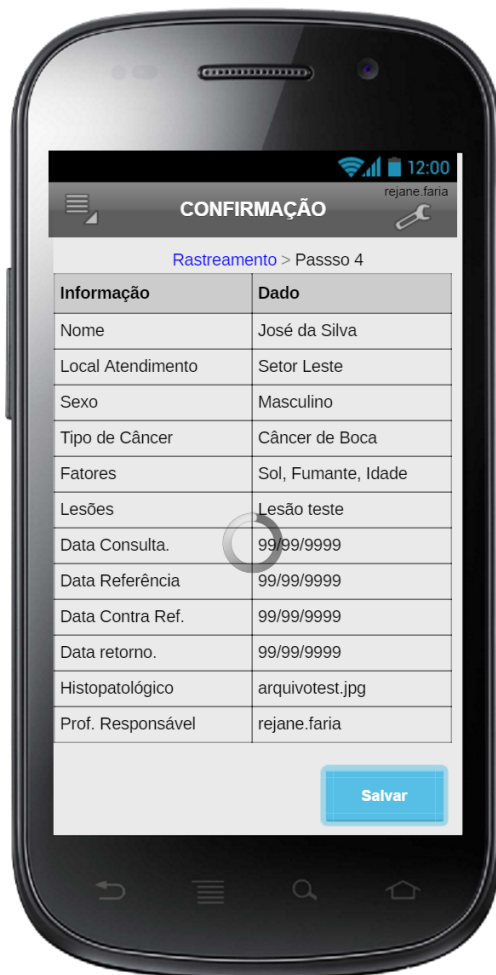 12:00
rejane.faria
CONFIRMAÇÃO
Rastreamento > Passso 4
Informação Dado
Nome José da Silva
Local Atendimento Setor Leste
Sexo Masculino
Tipo de Câncer Câncer de Boca
Fatores Sol, Fumante, Idade
Lesões Lesão teste
Data Consulta. 99/99/9999
Data Referência 99/99/9999
Data Contra Ref. 99/99/9999
Data retorno. 99/99/9999
Histopatológico arquivotest.jpg
Prof. Responsável rejane.faria
Salvar